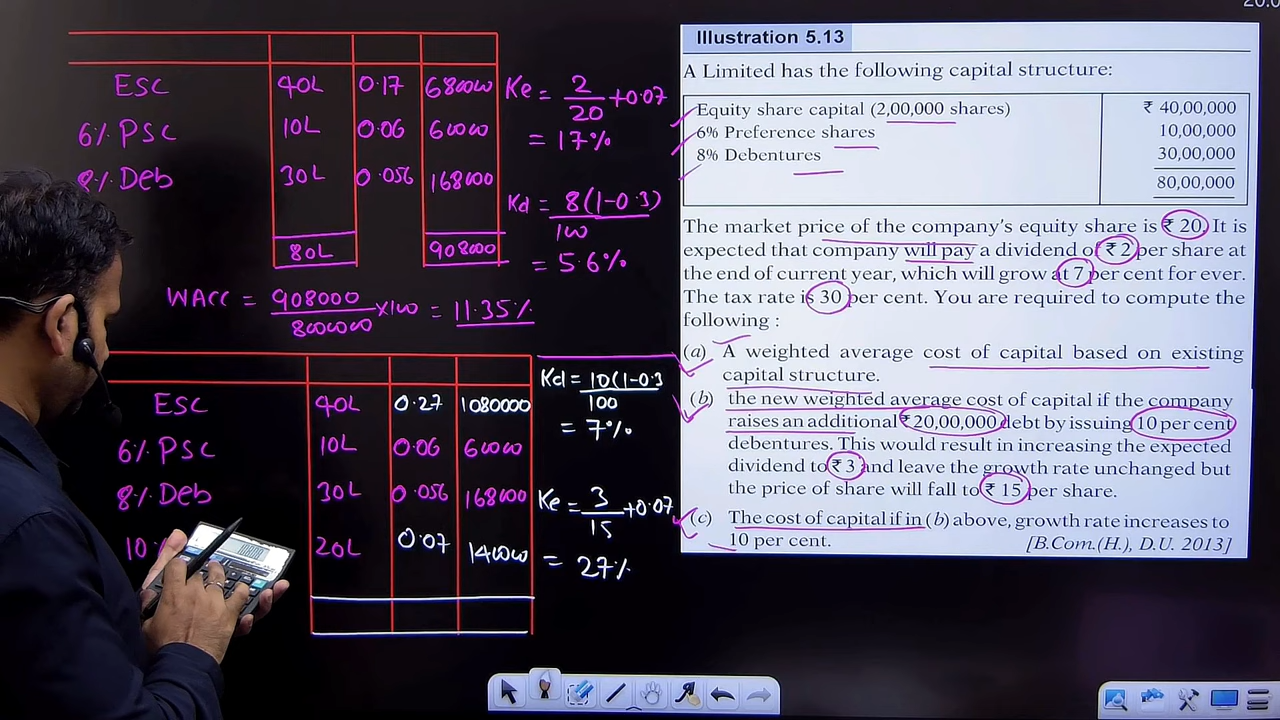 ESC 40L 0.17 680000
6% PSC 10L 0.06 60000
8% Deb 30L 0.056 168000
80L 908000
WACC = 908000/8000000 × 100 = 11.35%
Ke = 2/20 + 0.07
= 17%
Kd = 8(1-0.3)/100
= 5.6%
ESC 40L 0.27 1080000
6% PSC 10L 0.06 60000
8% Deb 30L 0.056 168000
10 20L 0.07 140000
Kd = 10(1-0.3/100
= 7%
Ke = 3/15 + 0.07
= 27%
Illustration 5.13
A Limited has the following capital structure:
Equity share capital (2,00,000 shares) ₹ 40,00,000
6% Preference shares 10,00,000
8% Debentures 30,00,000
80,00,000
The market price of the company's equity share is ₹ 20. It is
expected that company will pay a dividend of ₹ 2 per share at
the end of current year, which will grow at 7 per cent for ever.
The tax rate is 30 per cent. You are required to compute the
following :
(a) A weighted average cost of capital based on existing
capital structure.
(b) the new weighted average cost of capital if the company
raises an additional ₹ 20,00,000 debt by issuing 10 per cent
debentures. This would result in increasing the expected
dividend to ₹ 3 and leave the growth rate unchanged but
the price of share will fall to ₹ 15 per share.
(c) The cost of capital if in (b) above, growth rate increases to
10 per cent. [B.Com.(H.), D.U. 2013]